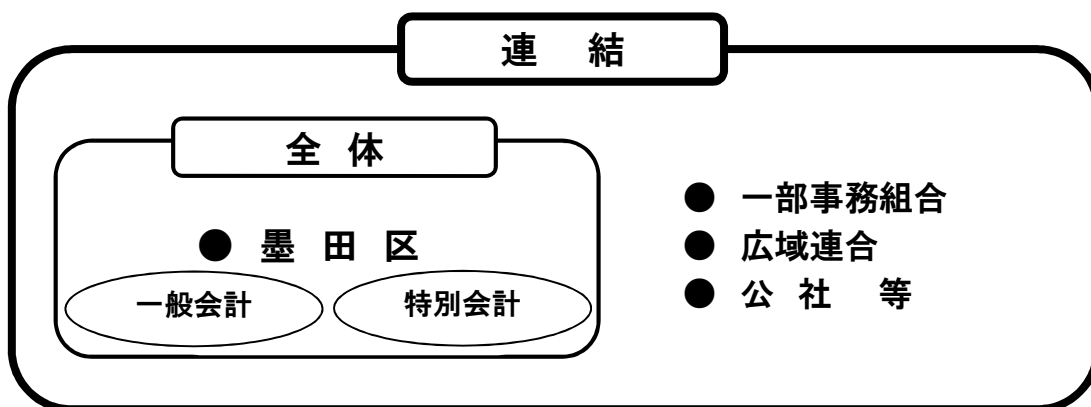 連 結
全 体
● 墨 田 区
一般会計
特別会計
● 一部事務組合
● 広域連合
● 公 社 等